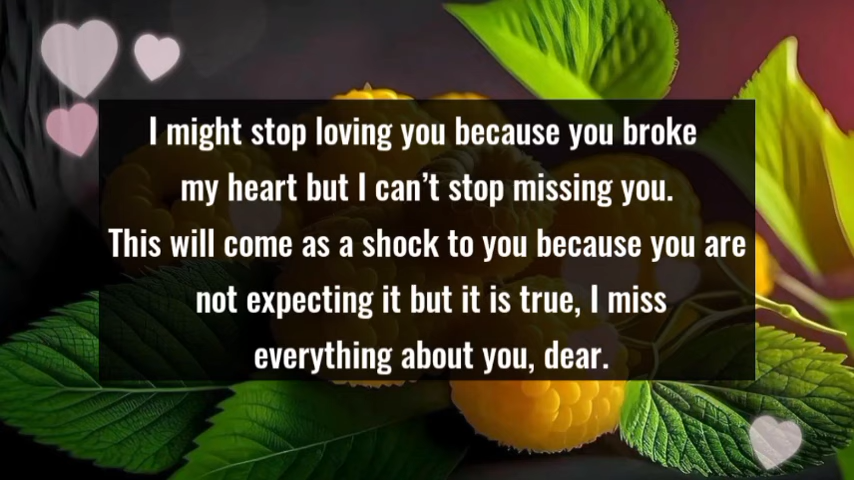 I might stop loving you because you broke
my heart but I can’t stop missing you.
This will come as a shock to you because you are
not expecting it but it is true, I miss
everything about you, dear.